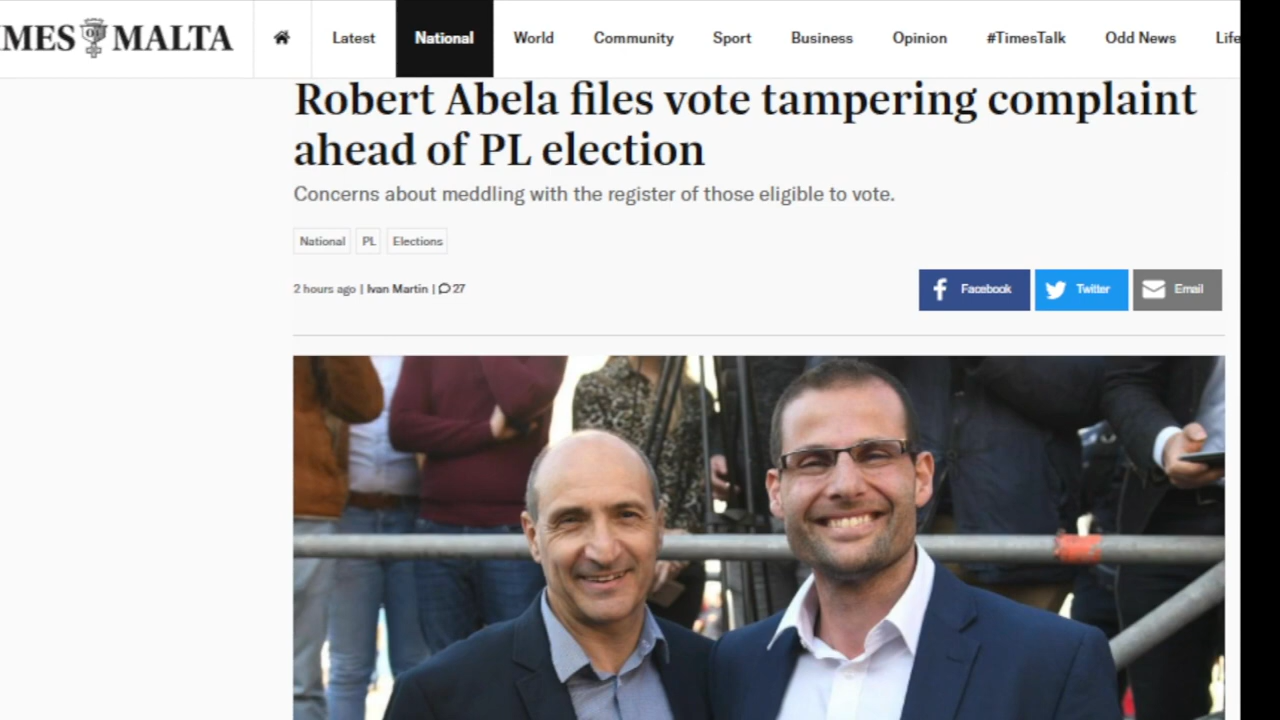 MES OF MALTA
Latest
National
World
Community
Sport
Business
Opinion
#TimesTalk
Odd News
Life
Robert Abela files vote tampering complaint
ahead of PL election
Concerns about meddling with the register of those eligible to vote.
National PL Elections
2 hours ago | Ivan Martin | 27
Facebook
Twitter
Email